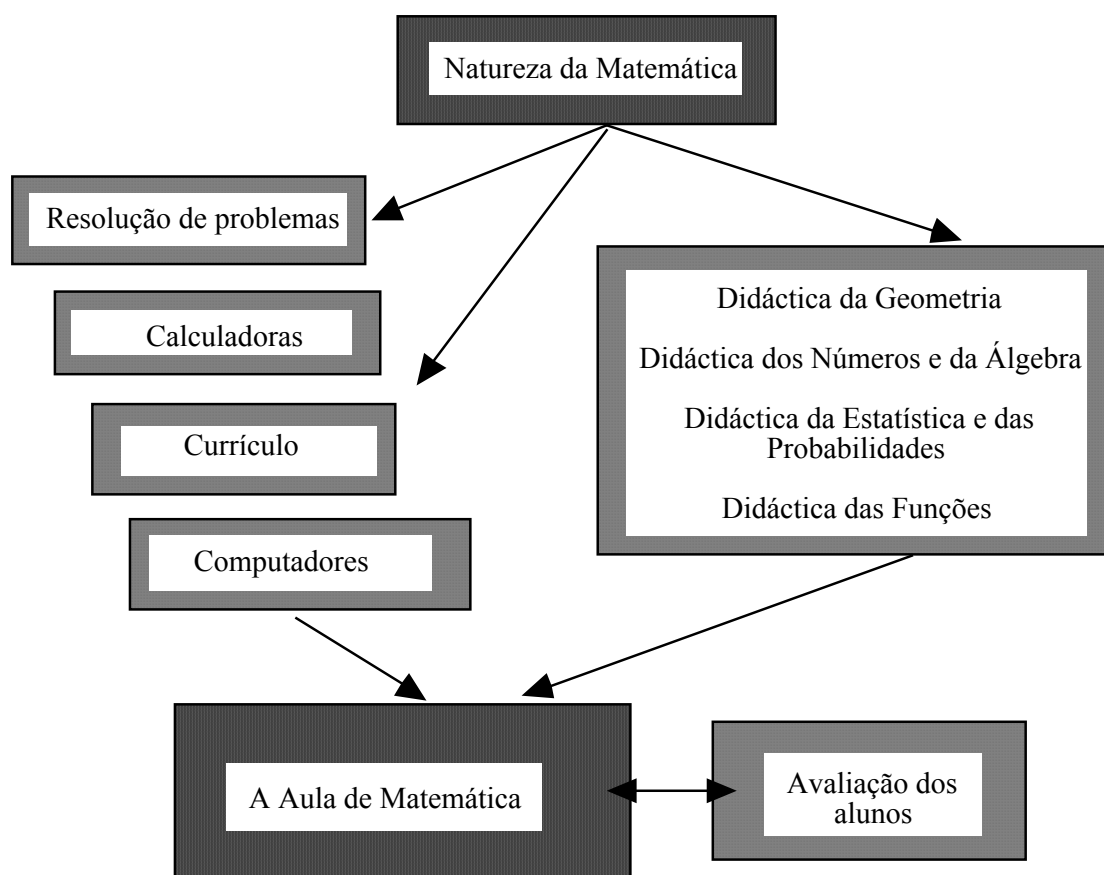 Natureza da Matemática
Resolução de problemas
Calculadoras
Currículo
Computadores
Didáctica da Geometria
Didáctica dos Números e da Álgebra
Didáctica da Estatística e das
Probabilidades
Didáctica das Funções
A Aula de Matemática
Avaliação dos
alunos